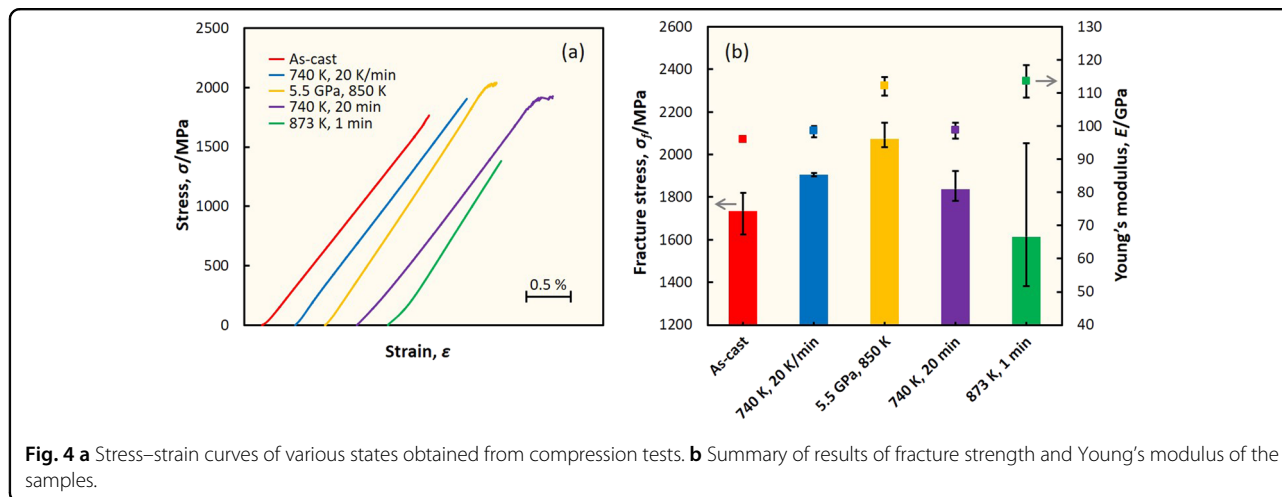 2500
2000
1500
1000
500
0
Stress, σ/MPa
(a)
As-cast
740 K, 20 K/min
5.5 GPa, 850 K
740 K, 20 min
873 K, 1 min
0.5 %
Strain, ε
2600
2400
2200
2000
1800
1600
1400
1200
Fracture stress, σf/MPa
(b)
130
120
110
100
90
80
70
60
50
40
Young's modulus, E/GPa
As-cast
740 K, 20 K/min
5.5 GPa, 850 K
740 K, 20 min
873 K, 1 min
Fig. 4 a Stress–strain curves of various states obtained from compression tests. b Summary of results of fracture strength and Young's modulus of the
samples.